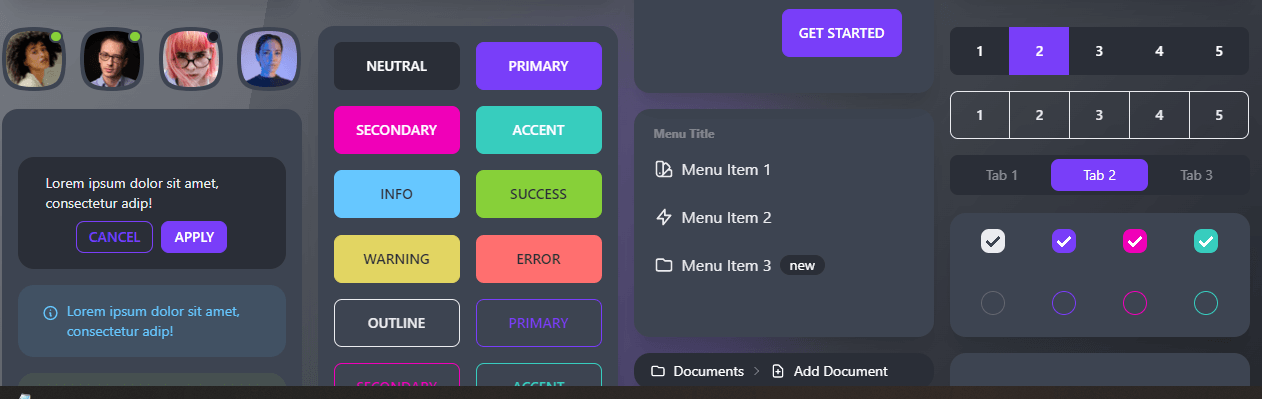 Lorem ipsum dolor sit amet,
consectetur adip!
CANCEL APPLY
Lorem ipsum dolor sit amet,
consectetur adip!
NEUTRAL PRIMARY
SECONDARY ACCENT
INFO SUCCESS
WARNING ERROR
OUTLINE PRIMARY
SECONDARY ACCENT
GET STARTED
Menu Title
Menu Item 1
Menu Item 2
Menu Item 3 new
Documents Add Document
1 2 3 4 5
1 2 3 4 5
Tab 1 Tab 2 Tab 3